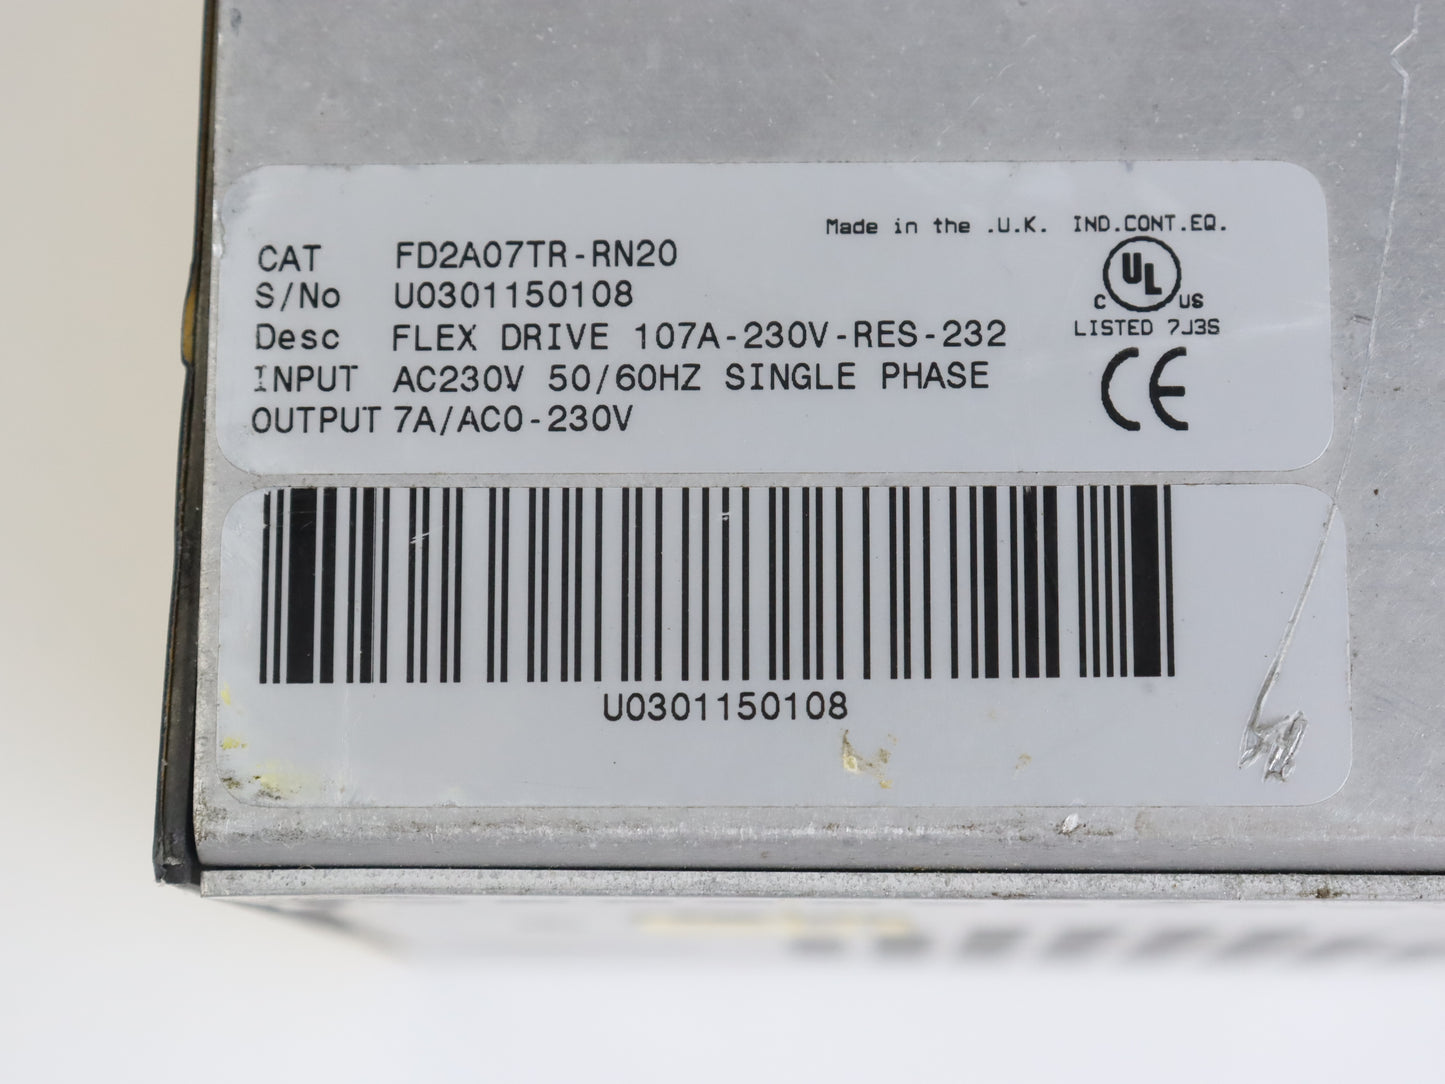 Made in the .U.K. IND.CONT.EQ.
CAT FD2A07TR-RN20
S/No U0301150108
Desc FLEX DRIVE 107A-230V-RES-232
INPUT AC230V 50/60HZ SINGLE PHASE
OUTPUT 7A/AC0-230V
C UL US
LISTED 7J3S
CE
U0301150108